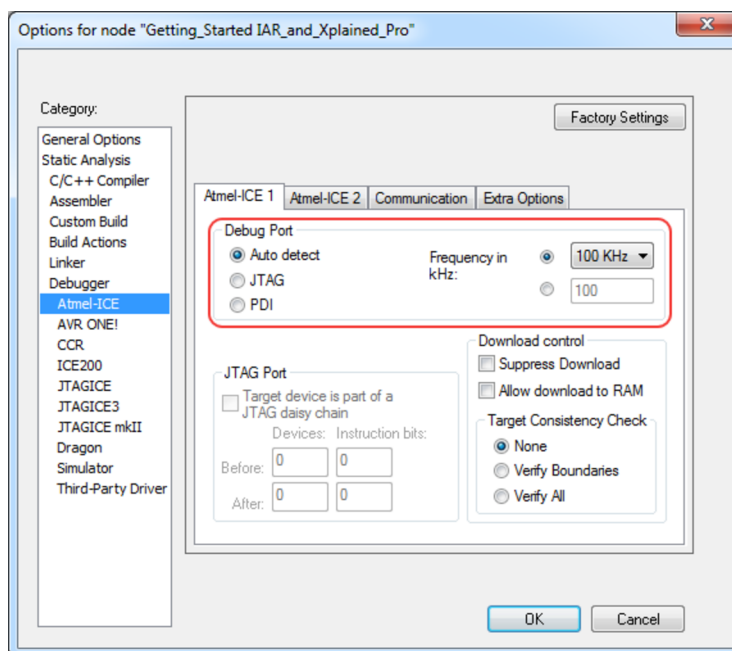 Options for node "Getting_Started IAR_and_Xplained_Pro"
Category:
General Options
Static Analysis
C/C++ Compiler
Assembler
Custom Build
Build Actions
Linker
Debugger
Atmel-ICE
AVR ONE!
CCR
ICE200
JTAGICE
JTAGICE3
JTAGICE mkII
Dragon
Simulator
Third-Party Driver
Factory Settings
Atmel-ICE 1 Atmel-ICE 2 Communication Extra Options
Debug Port
Auto detect
JTAG
PDI
Frequency in
kHz:
100 KHz
100
JTAG Port
Target device is part of a
JTAG daisy chain
Devices: Instruction bits:
Before: 0 0
After: 0 0
Download control
Suppress Download
Allow download to RAM
Target Consistency Check
None
Verify Boundaries
Verify All
OK Cancel